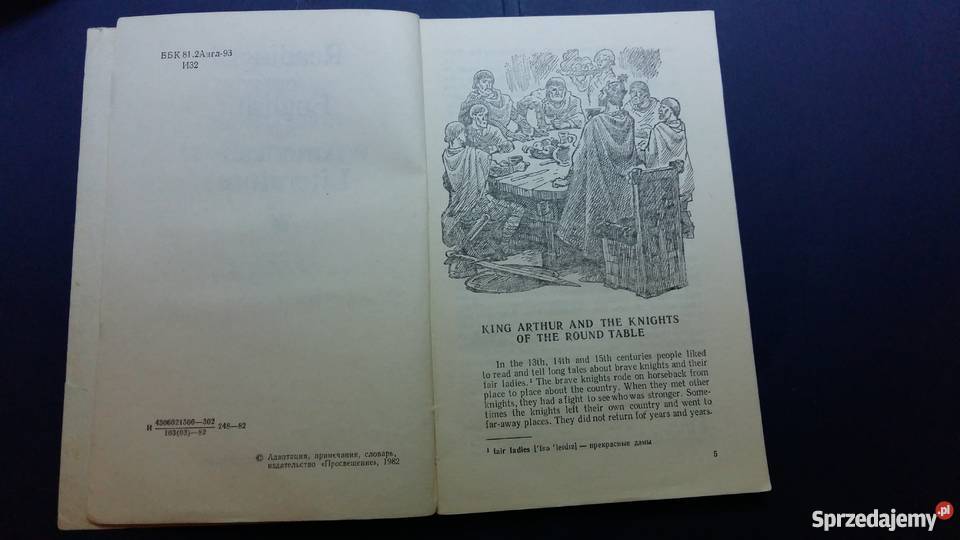 ББК 81.2Англ-93
И32
И 4306021300—302
103(03)—82 248—82
© Адаптация, примечания, словарь,
издательство «Просвещение», 1982
KING ARTHUR AND THE KNIGHTS
OF THE ROUND TABLE
In the 13th, 14th and 15th centuries people liked
to read and tell long tales about brave knights and their
fair ladies.¹ The brave knights rode on horseback from
place to place about the country. When they met other
knights, they had a fight to see who was stronger. Some-
times the knights left their own country and went to
far-away places. They did not return for years and years.
¹ fair ladies ['fɛə 'leɪdɪz] — прекрасные дамы
5
Sprzedajemy.pl